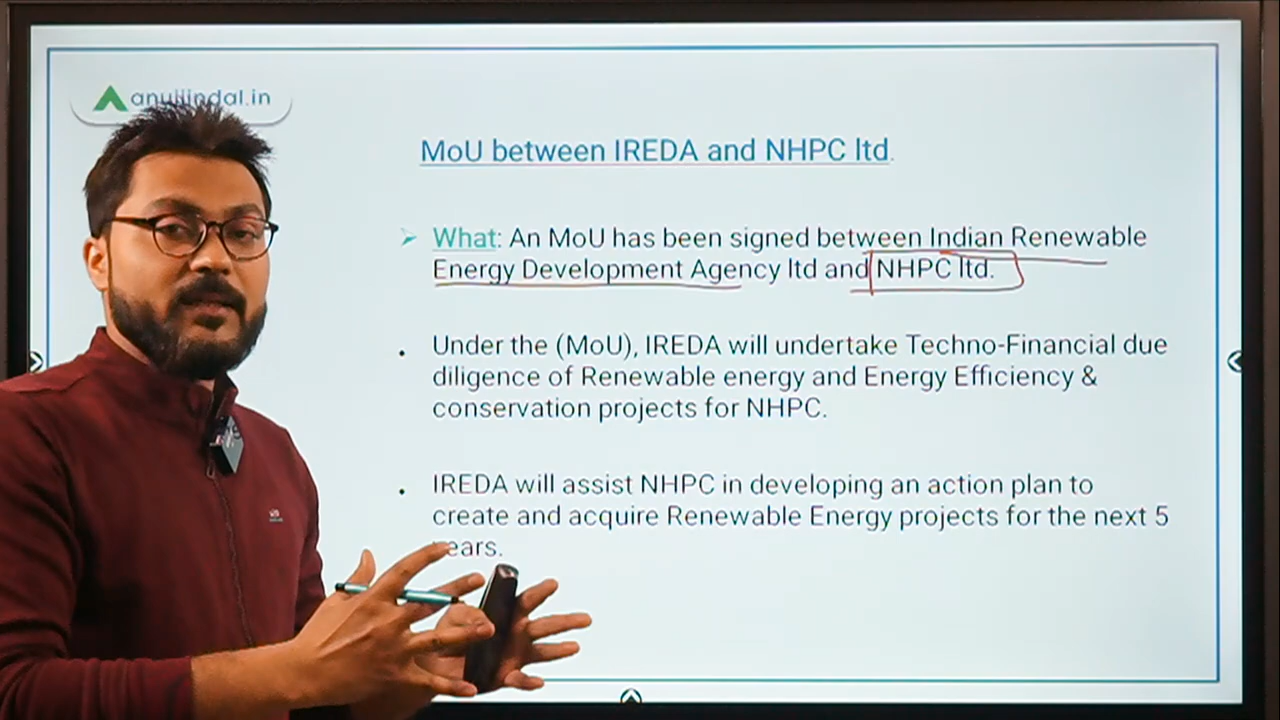 anujjindal.in
MoU between IREDA and NHPC ltd.
What: An MoU has been signed between Indian Renewable
Energy Development Agency ltd and NHPC ltd.
Under the (MoU), IREDA will undertake Techno-Financial due
diligence of Renewable energy and Energy Efficiency &
conservation projects for NHPC.
IREDA will assist NHPC in developing an action plan to
create and acquire Renewable Energy projects for the next 5
years.